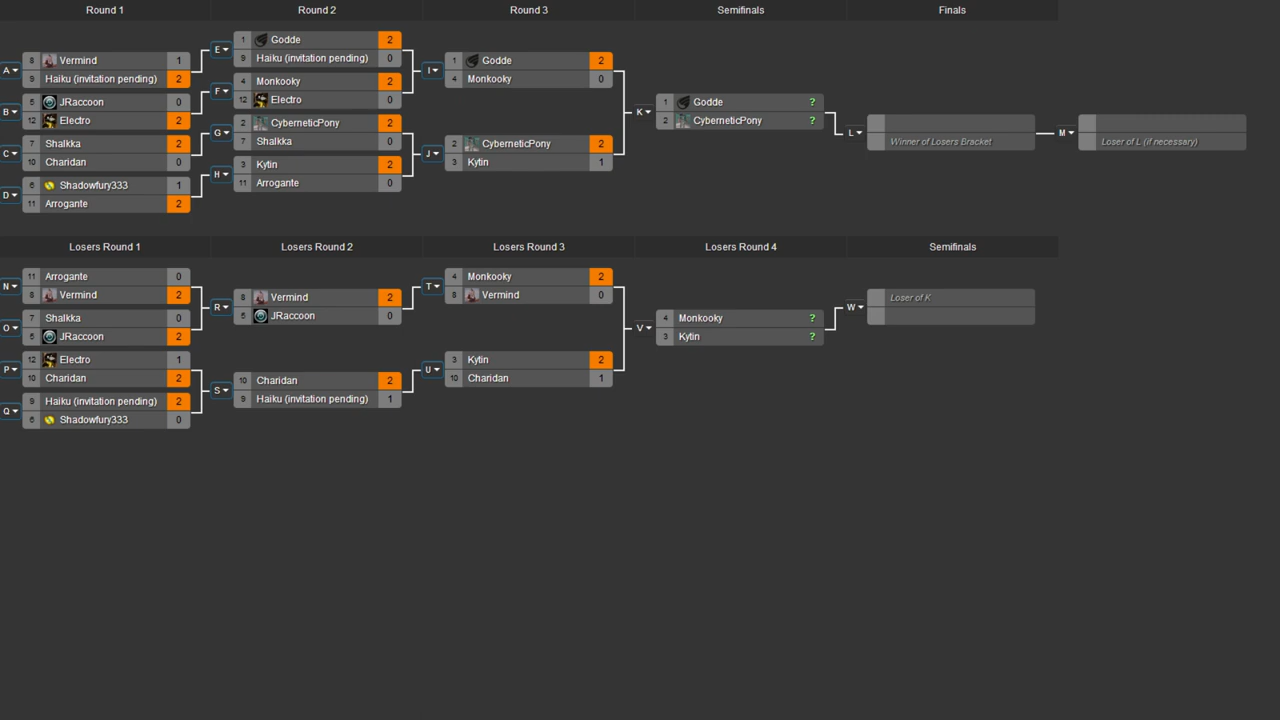 Round 1
Round 2
Round 3
Semifinals
Finals
A
8 Vermind 1
9 Haiku (invitation pending) 2
B
5 JRaccoon 0
12 Electro 2
C
7 Shalkka 2
10 Charidan 0
D
6 Shadowfury333 1
11 Arrogante 2
E
1 Godde 2
9 Haiku (invitation pending) 0
F
4 Monkooky 2
12 Electro 0
G
2 CyberneticPony 2
7 Shalkka 0
H
3 Kytin 2
11 Arrogante 0
I
1 Godde 2
4 Monkooky 0
J
2 CyberneticPony 2
3 Kytin 1
K
1 Godde ?
2 CyberneticPony ?
L
Winner of Losers Bracket
M
Loser of L (if necessary)
Losers Round 1
Losers Round 2
Losers Round 3
Losers Round 4
Semifinals
N
11 Arrogante 0
8 Vermind 2
O
7 Shalkka 0
5 JRaccoon 2
P
12 Electro 1
10 Charidan 2
Q
9 Haiku (invitation pending) 2
6 Shadowfury333 0
R
8 Vermind 2
5 JRaccoon 0
S
10 Charidan 2
9 Haiku (invitation pending) 1
T
4 Monkooky 2
8 Vermind 0
U
3 Kytin 2
10 Charidan 1
V
4 Monkooky ?
3 Kytin ?
W
Loser of K